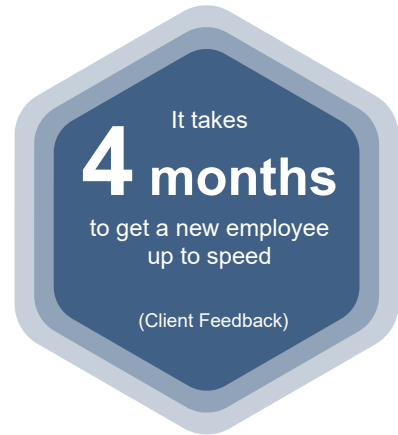 It takes
4 months
to get a new employee
up to speed
(Client Feedback)